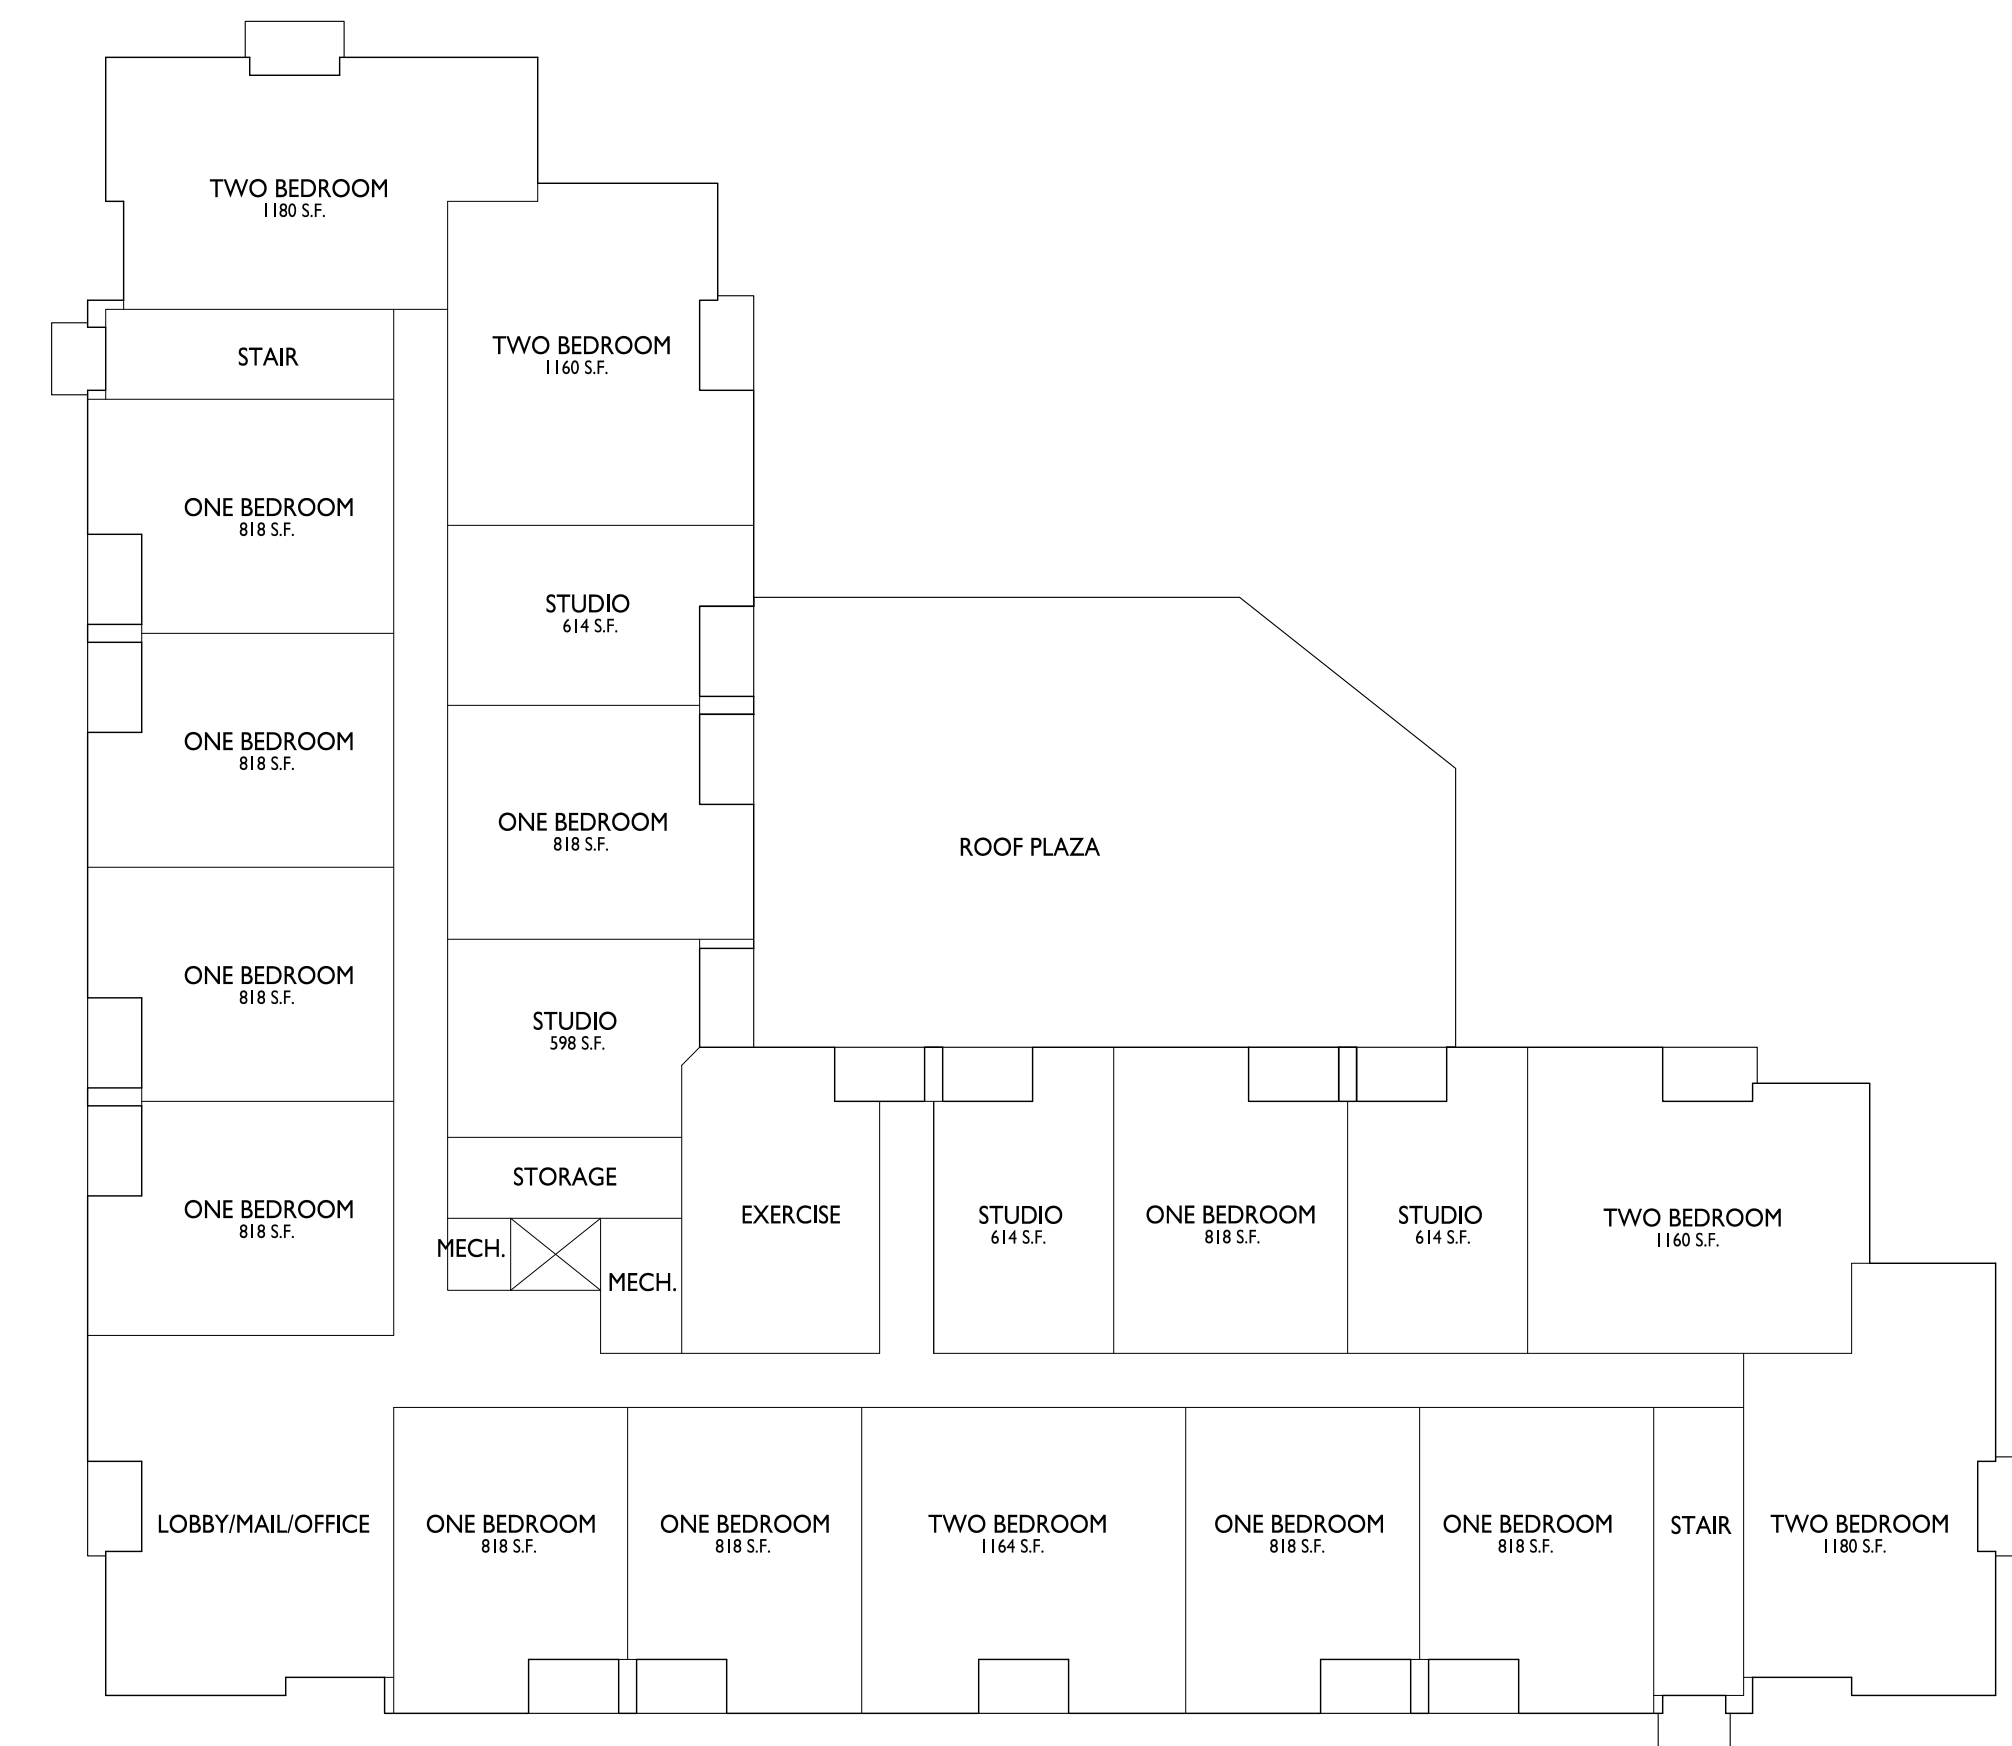 TWO BEDROOM
1180 S.F.
TWO BEDROOM
1160 S.F.
STAIR
ONE BEDROOM
818 S.F.
STUDIO
614 S.F.
ONE BEDROOM
818 S.F.
ONE BEDROOM
818 S.F.
ROOF PLAZA
ONE BEDROOM
818 S.F.
STUDIO
598 S.F.
STORAGE
ONE BEDROOM
818 S.F.
MECH.
MECH.
EXERCISE
STUDIO
614 S.F.
ONE BEDROOM
818 S.F.
STUDIO
614 S.F.
TWO BEDROOM
1160 S.F.
LOBBY/MAIL/OFFICE
ONE BEDROOM
818 S.F.
ONE BEDROOM
818 S.F.
TWO BEDROOM
1164 S.F.
ONE BEDROOM
818 S.F.
ONE BEDROOM
818 S.F.
STAIR
TWO BEDROOM
1180 S.F.